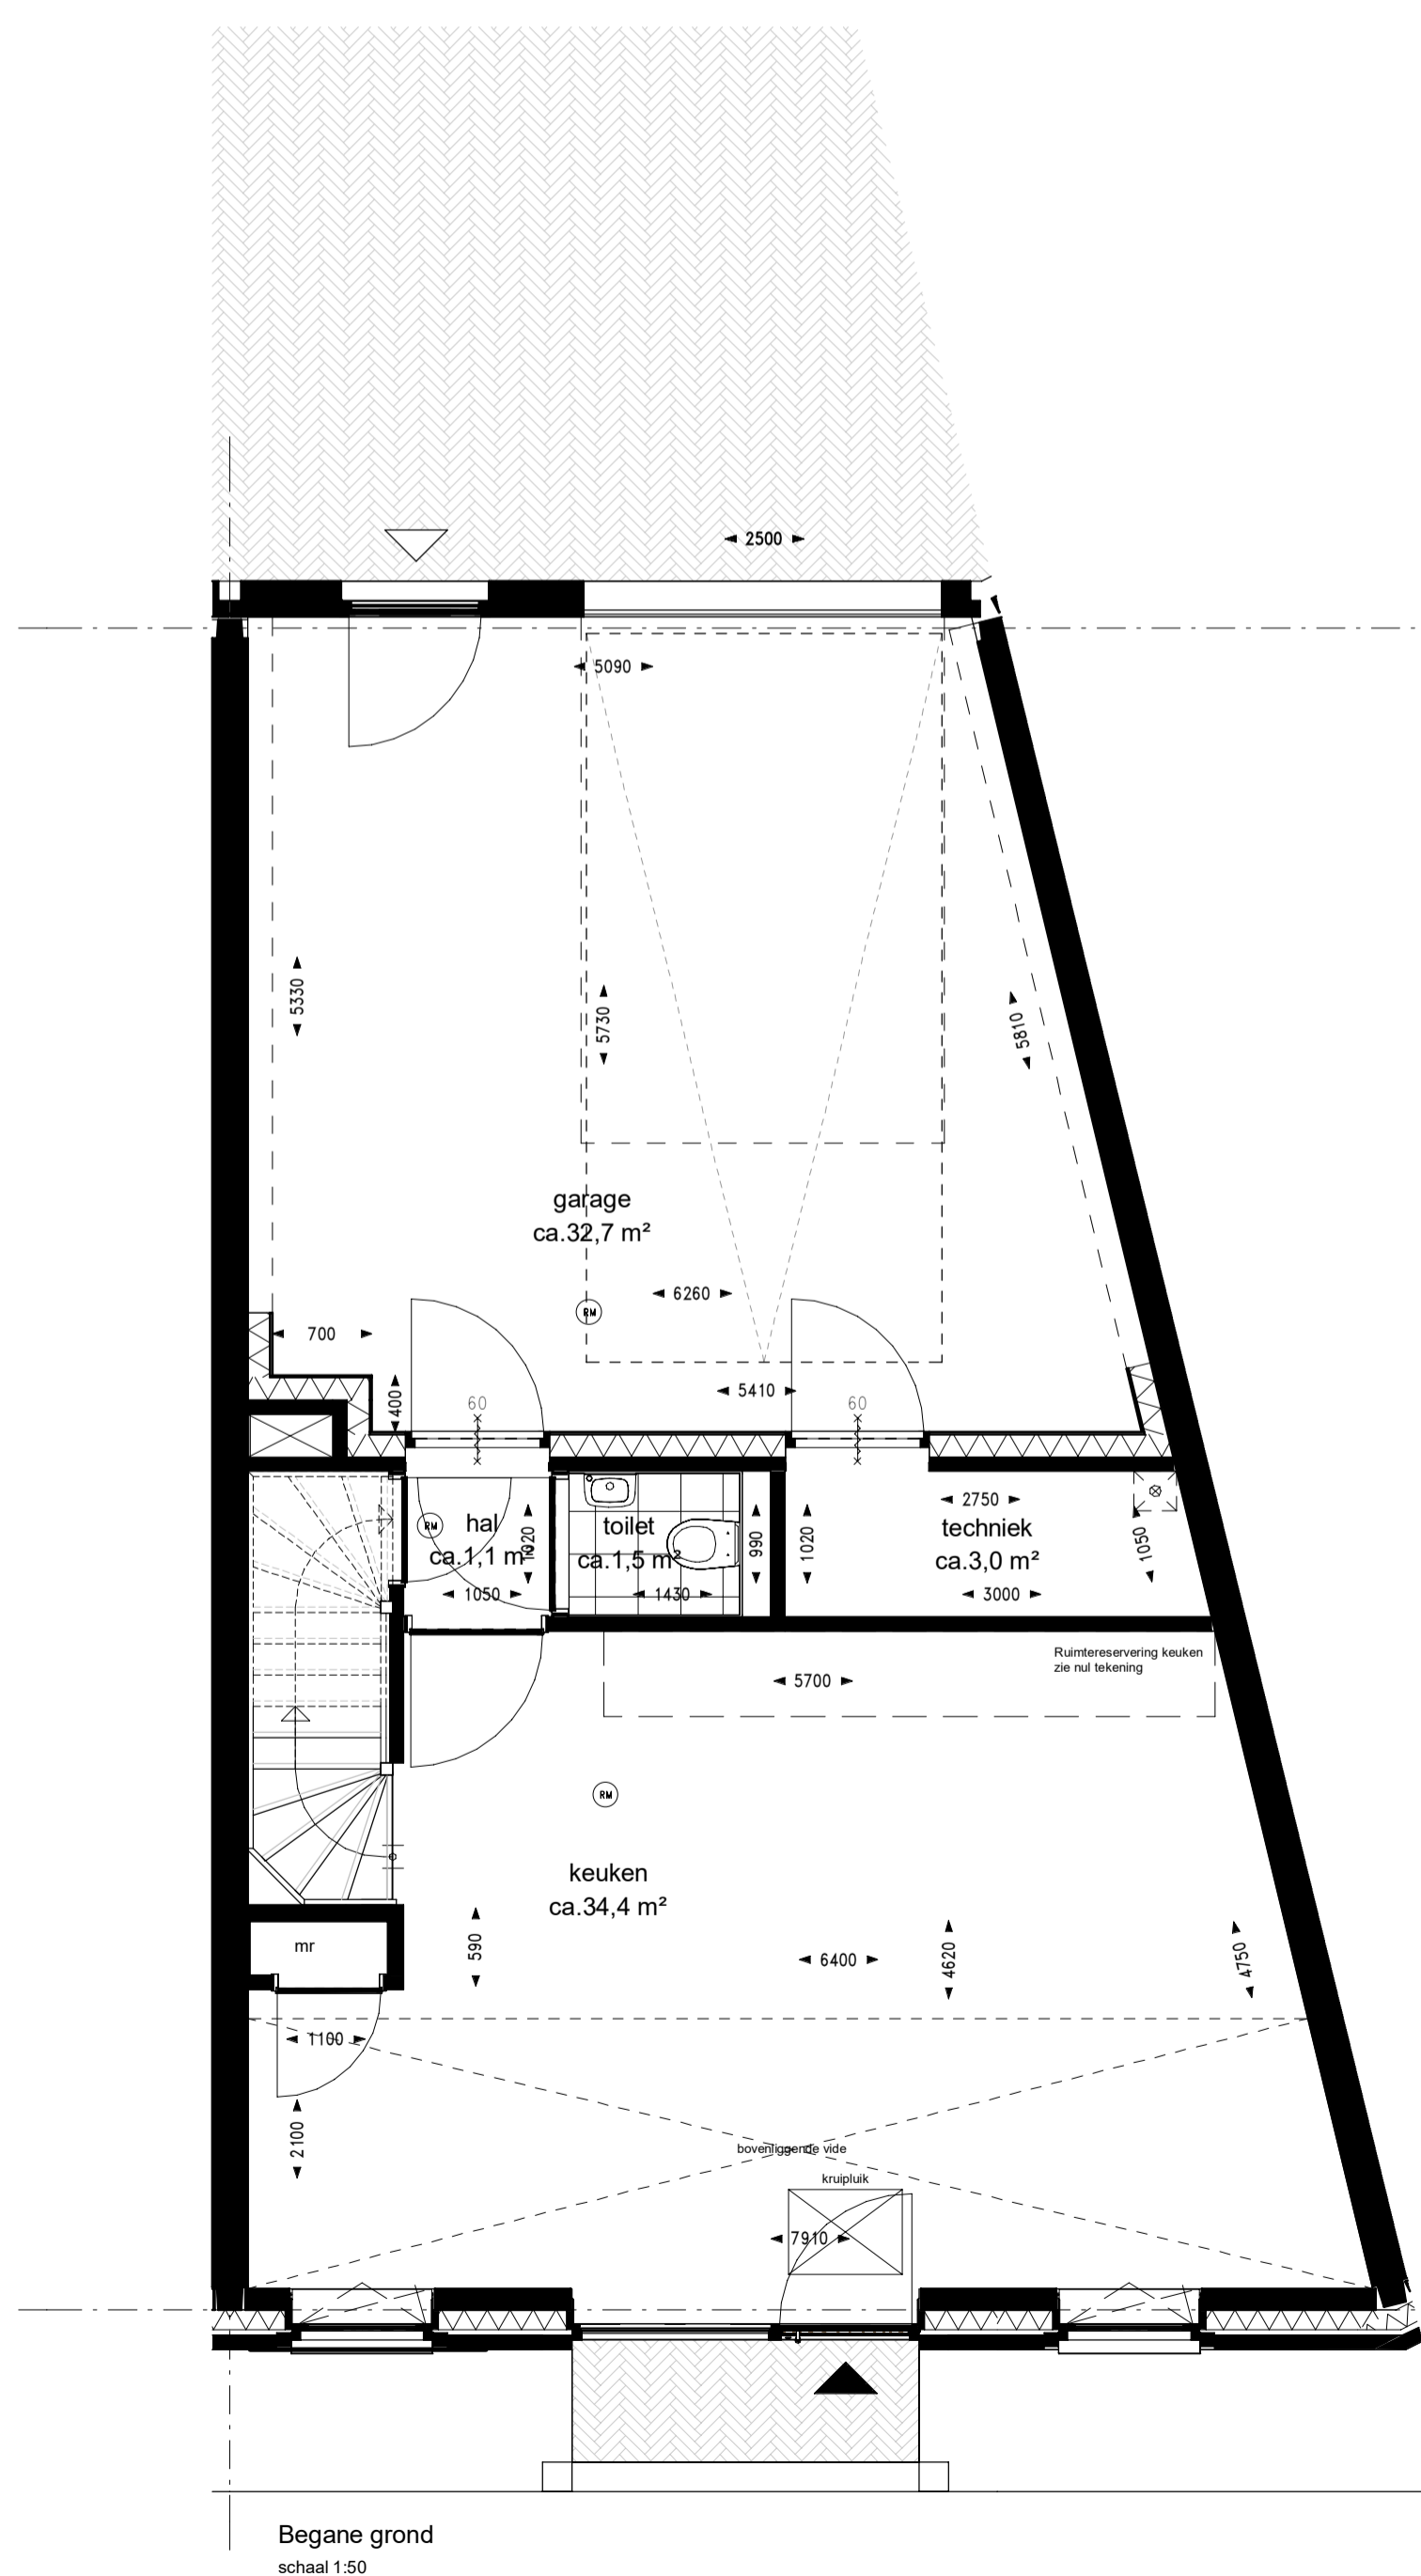 2500
5090
5330
5730
5810
garage
ca.32,7 m²
6260
RM
700
5410
400
60
60
2750
hal
RM
ca.1,1 m²
1020
1050
toilet
ca.1,5 m²
1430
990
1020
techniek
ca.3,0 m²
3000
1050
Ruimtereservering keuken
zie nul tekening
5700
RM
keuken
ca.34,4 m²
590
mr
6400
4620
4750
1100
2100
bovenliggende vide
kruipluik
7910
Begane grond
schaal 1:50